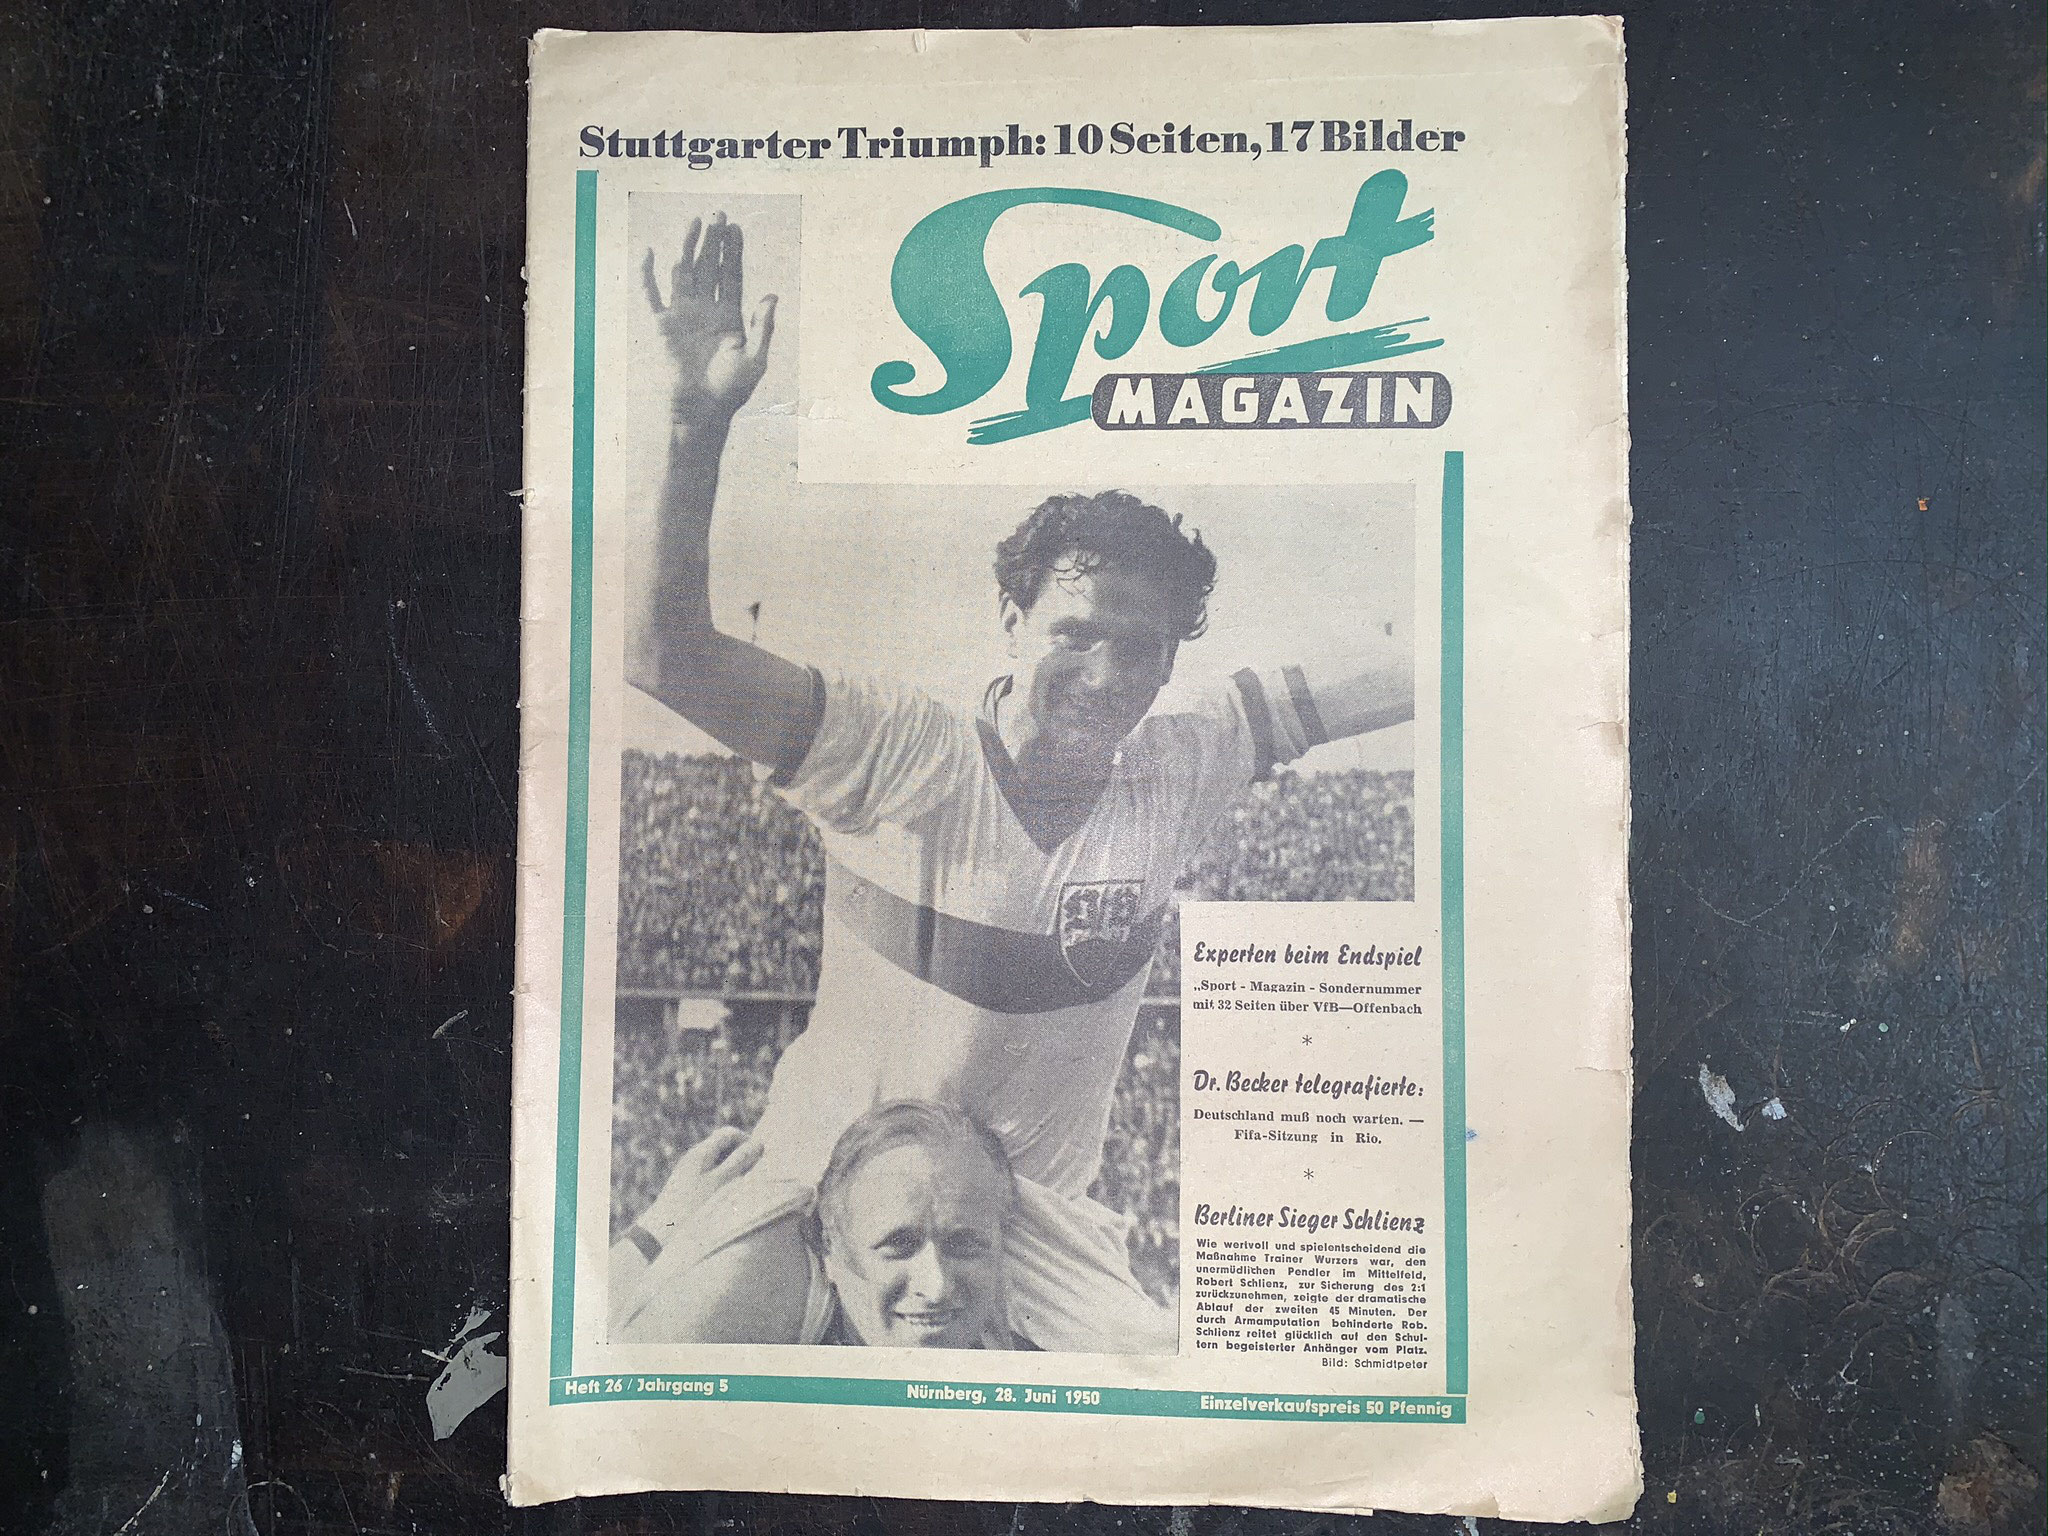 Stuttgarter Triumph: 10 Seiten, 17 Bilder
Sport
MAGAZIN
Experten beim Endspiel
„Sport - Magazin - Sondernummer
mit 32 Seiten über VfB—Offenbach
*
Dr. Becker telegrafierte:
Deutschland muß noch warten. —
Fifa-Sitzung in Rio.
*
Berliner Sieger Schlienz
Wie wertvoll und spielentscheidend die
Maßnahme Trainer Wurzers war, den
unermüdlichen Pendler im Mittelfeld,
Robert Schlienz, zur Sicherung des 2:1
zurückzunehmen, zeigte der dramatische
Ablauf der zweiten 45 Minuten. Der
durch Armamputation behinderte Rob.
Schlienz reitet glücklich auf den Schul-
tern begeisterter Anhänger vom Platz.
Bild: Schmidtpeter
Heft 26 / Jahrgang 5
Nürnberg, 28. Juni 1950
Einzelverkaufspreis 50 Pfennig